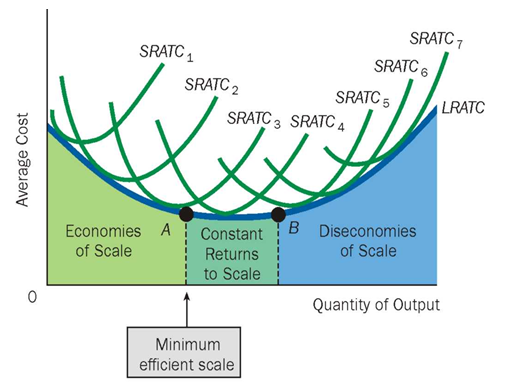 SRATC 7
SRATC 1
SRATC 6
SRATC 2
SRATC 5
LRATC
SRATC 3
SRATC 4
Average Cost
Economies
of Scale
A
Constant
Returns
to Scale
B
Diseconomies
of Scale
0
Quantity of Output
Minimum
efficient scale